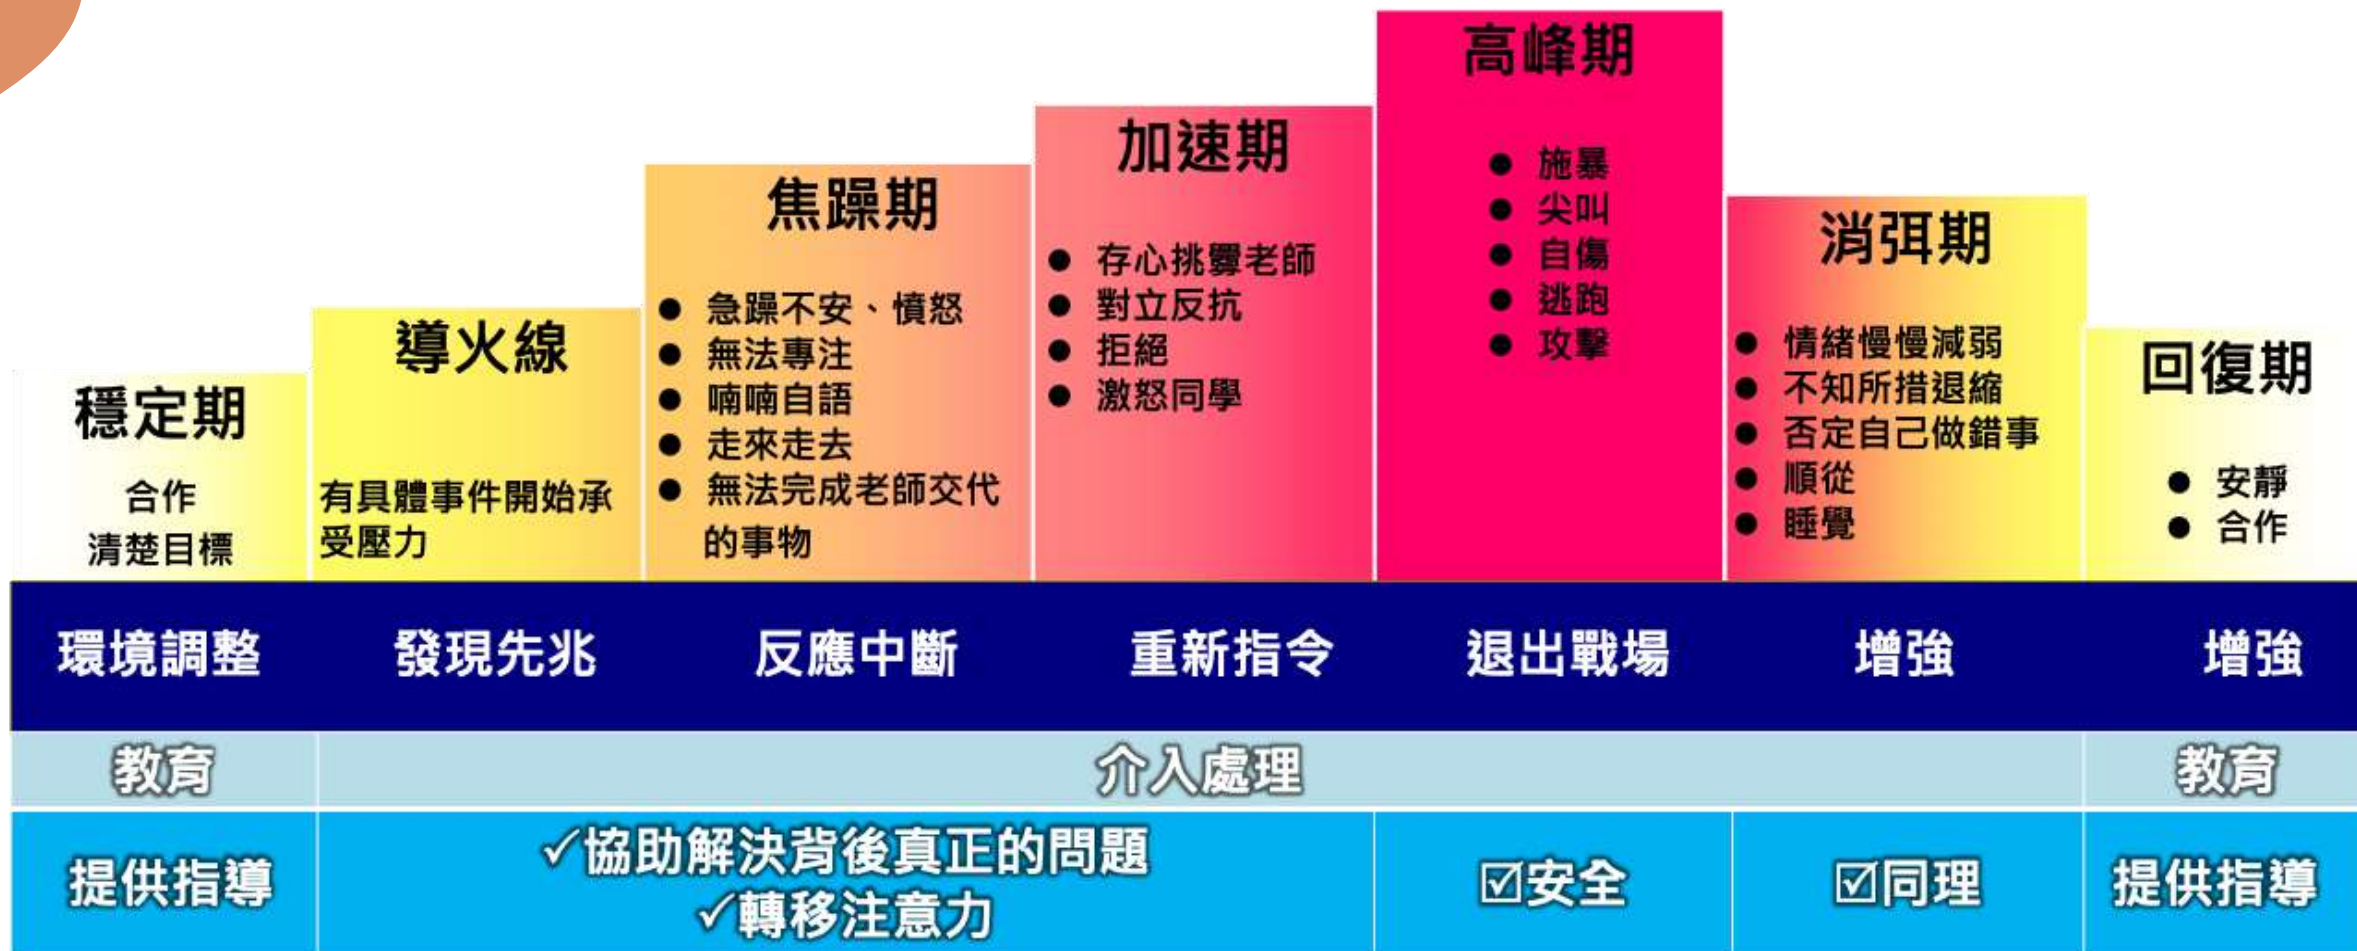 穩定期
合作
清楚目標
導火線
有具體事件開始承
受壓力
焦躁期
● 急躁不安、憤怒
● 無法專注
● 喃喃自語
● 走來走去
● 無法完成老師交代
的事物
加速期
● 存心挑釁老師
● 對立反抗
● 拒絕
● 激怒同學
高峰期
● 施暴
● 尖叫
● 自傷
● 逃跑
● 攻擊
消弭期
● 情緒慢慢減弱
● 不知所措退縮
● 否定自己做錯事
● 順從
● 睡覺
回復期
● 安靜
● 合作
環境調整
發現先兆
反應中斷
重新指令
退出戰場
增強
增強
教育
介入處理
教育
提供指導
✓協助解決背後真正的問題
✓轉移注意力
☑安全
☑同理
提供指導